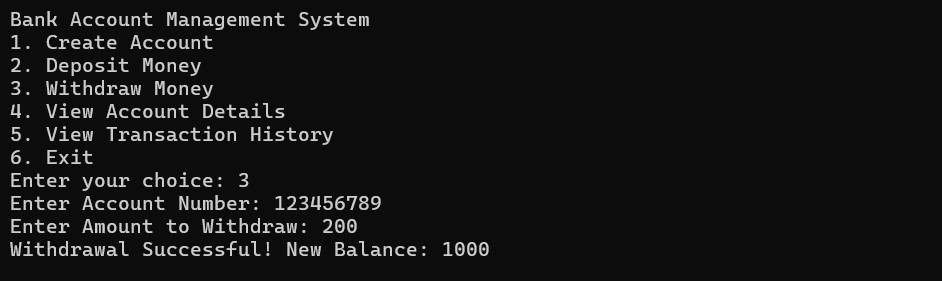 Bank Account Management System
1. Create Account
2. Deposit Money
3. Withdraw Money
4. View Account Details
5. View Transaction History
6. Exit
Enter your choice: 3
Enter Account Number: 123456789
Enter Amount to Withdraw: 200
Withdrawal Successful! New Balance: 1000